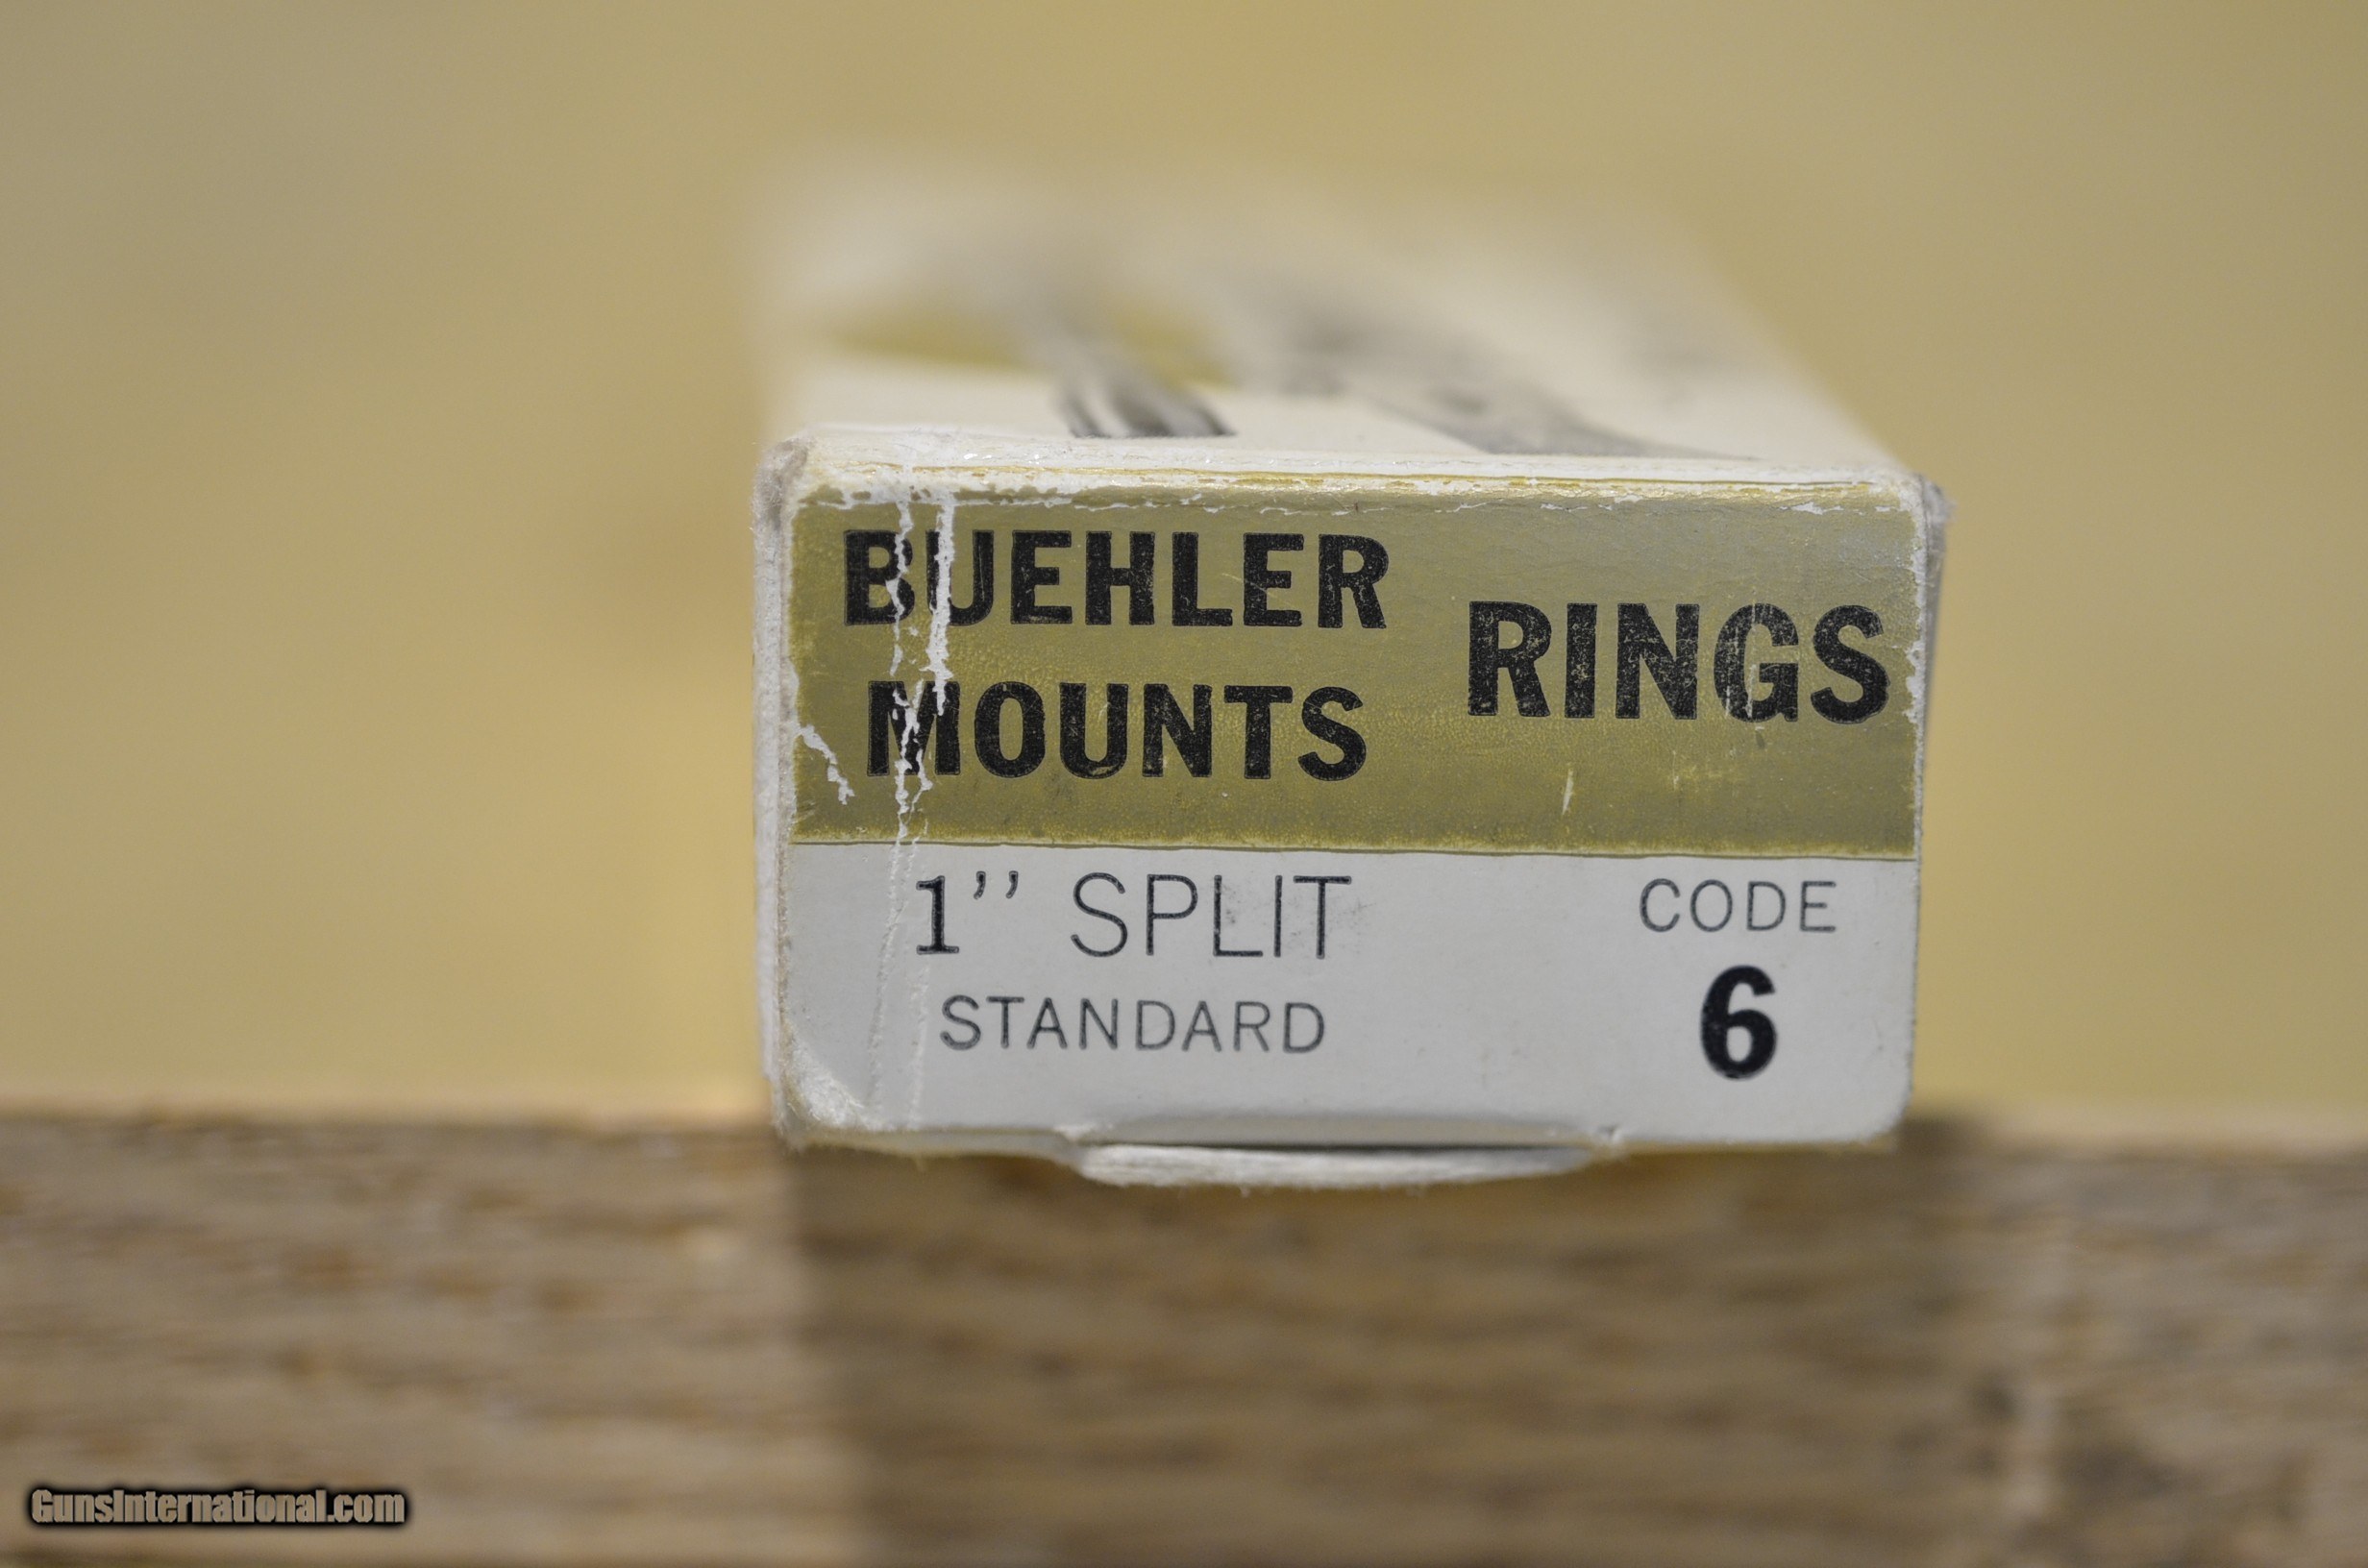 BUEHLER
MOUNTS
RINGS
1" SPLIT
STANDARD
CODE
6
GunsInternational.com